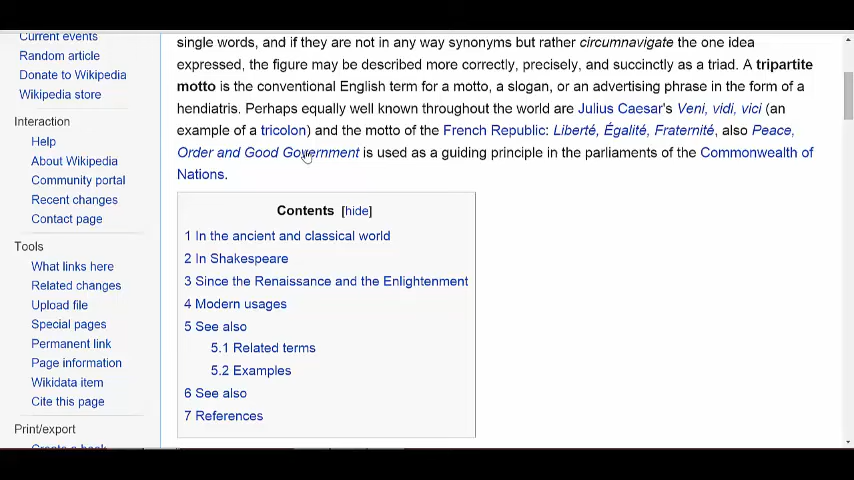 Current events
Random article
Donate to Wikipedia
Wikipedia store
Interaction
Help
About Wikipedia
Community portal
Recent changes
Contact page
Tools
What links here
Related changes
Upload file
Special pages
Permanent link
Page information
Wikidata item
Cite this page
Print/export
Create a book
single words, and if they are not in any way synonyms but rather circumnavigate the one idea
expressed, the figure may be described more correctly, precisely, and succinctly as a triad. A tripartite
motto is the conventional English term for a motto, a slogan, or an advertising phrase in the form of a
hendiatris. Perhaps equally well known throughout the world are Julius Caesar's Veni, vidi, vici (an
example of a tricolon) and the motto of the French Republic: Liberté, Égalité, Fraternité, also Peace,
Order and Good Government is used as a guiding principle in the parliaments of the Commonwealth of
Nations.
Contents [hide]
1 In the ancient and classical world
2 In Shakespeare
3 Since the Renaissance and the Enlightenment
4 Modern usages
5 See also
5.1 Related terms
5.2 Examples
6 See also
7 References